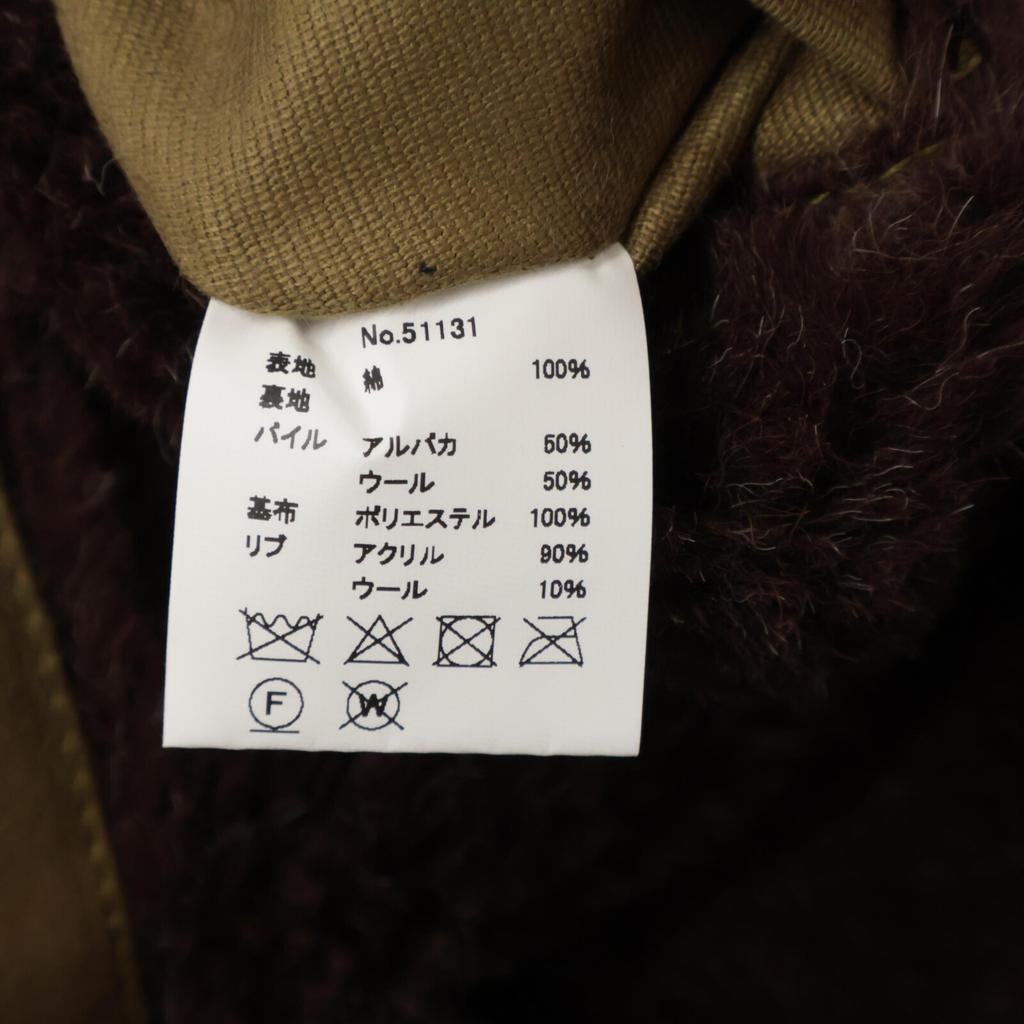 No.51131
表地 綿 100%
裏地
パイル アルパカ 50%
ウール 50%
基布 ポリエステル 100%
リブ アクリル 90%
ウール 10%
F W